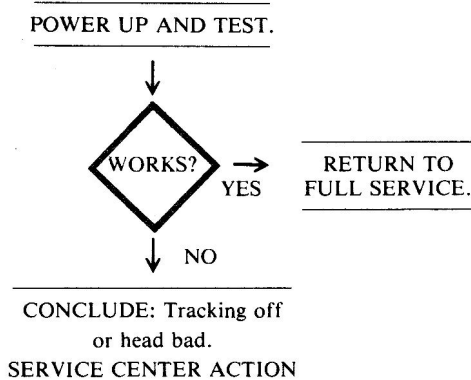 POWER UP AND TEST.
WORKS?
YES
RETURN TO
FULL SERVICE.
NO
CONCLUDE: Tracking off
or head bad.
SERVICE CENTER ACTION